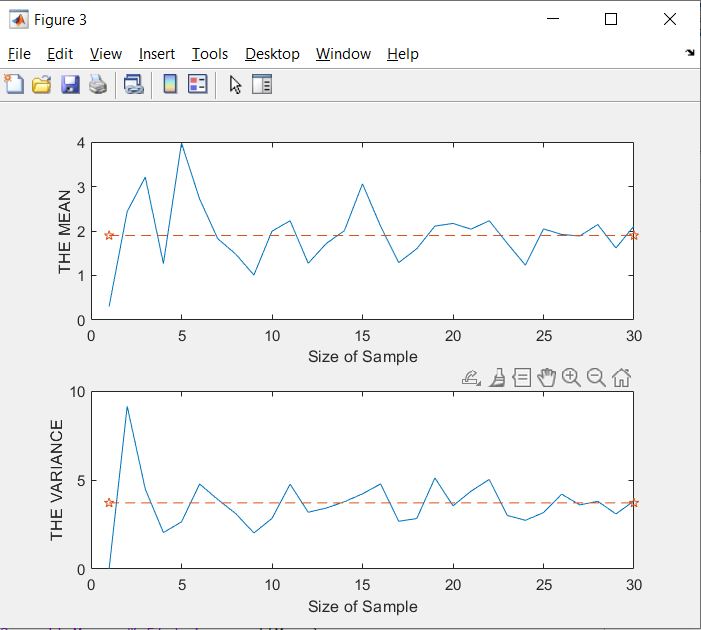 Figure 3
File Edit View Insert Tools Desktop Window Help
4
3
2
1
0
THE MEAN
0 5 10 15 20 25 30
Size of Sample
10
5
0
THE VARIANCE
0 5 10 15 20 25 30
Size of Sample